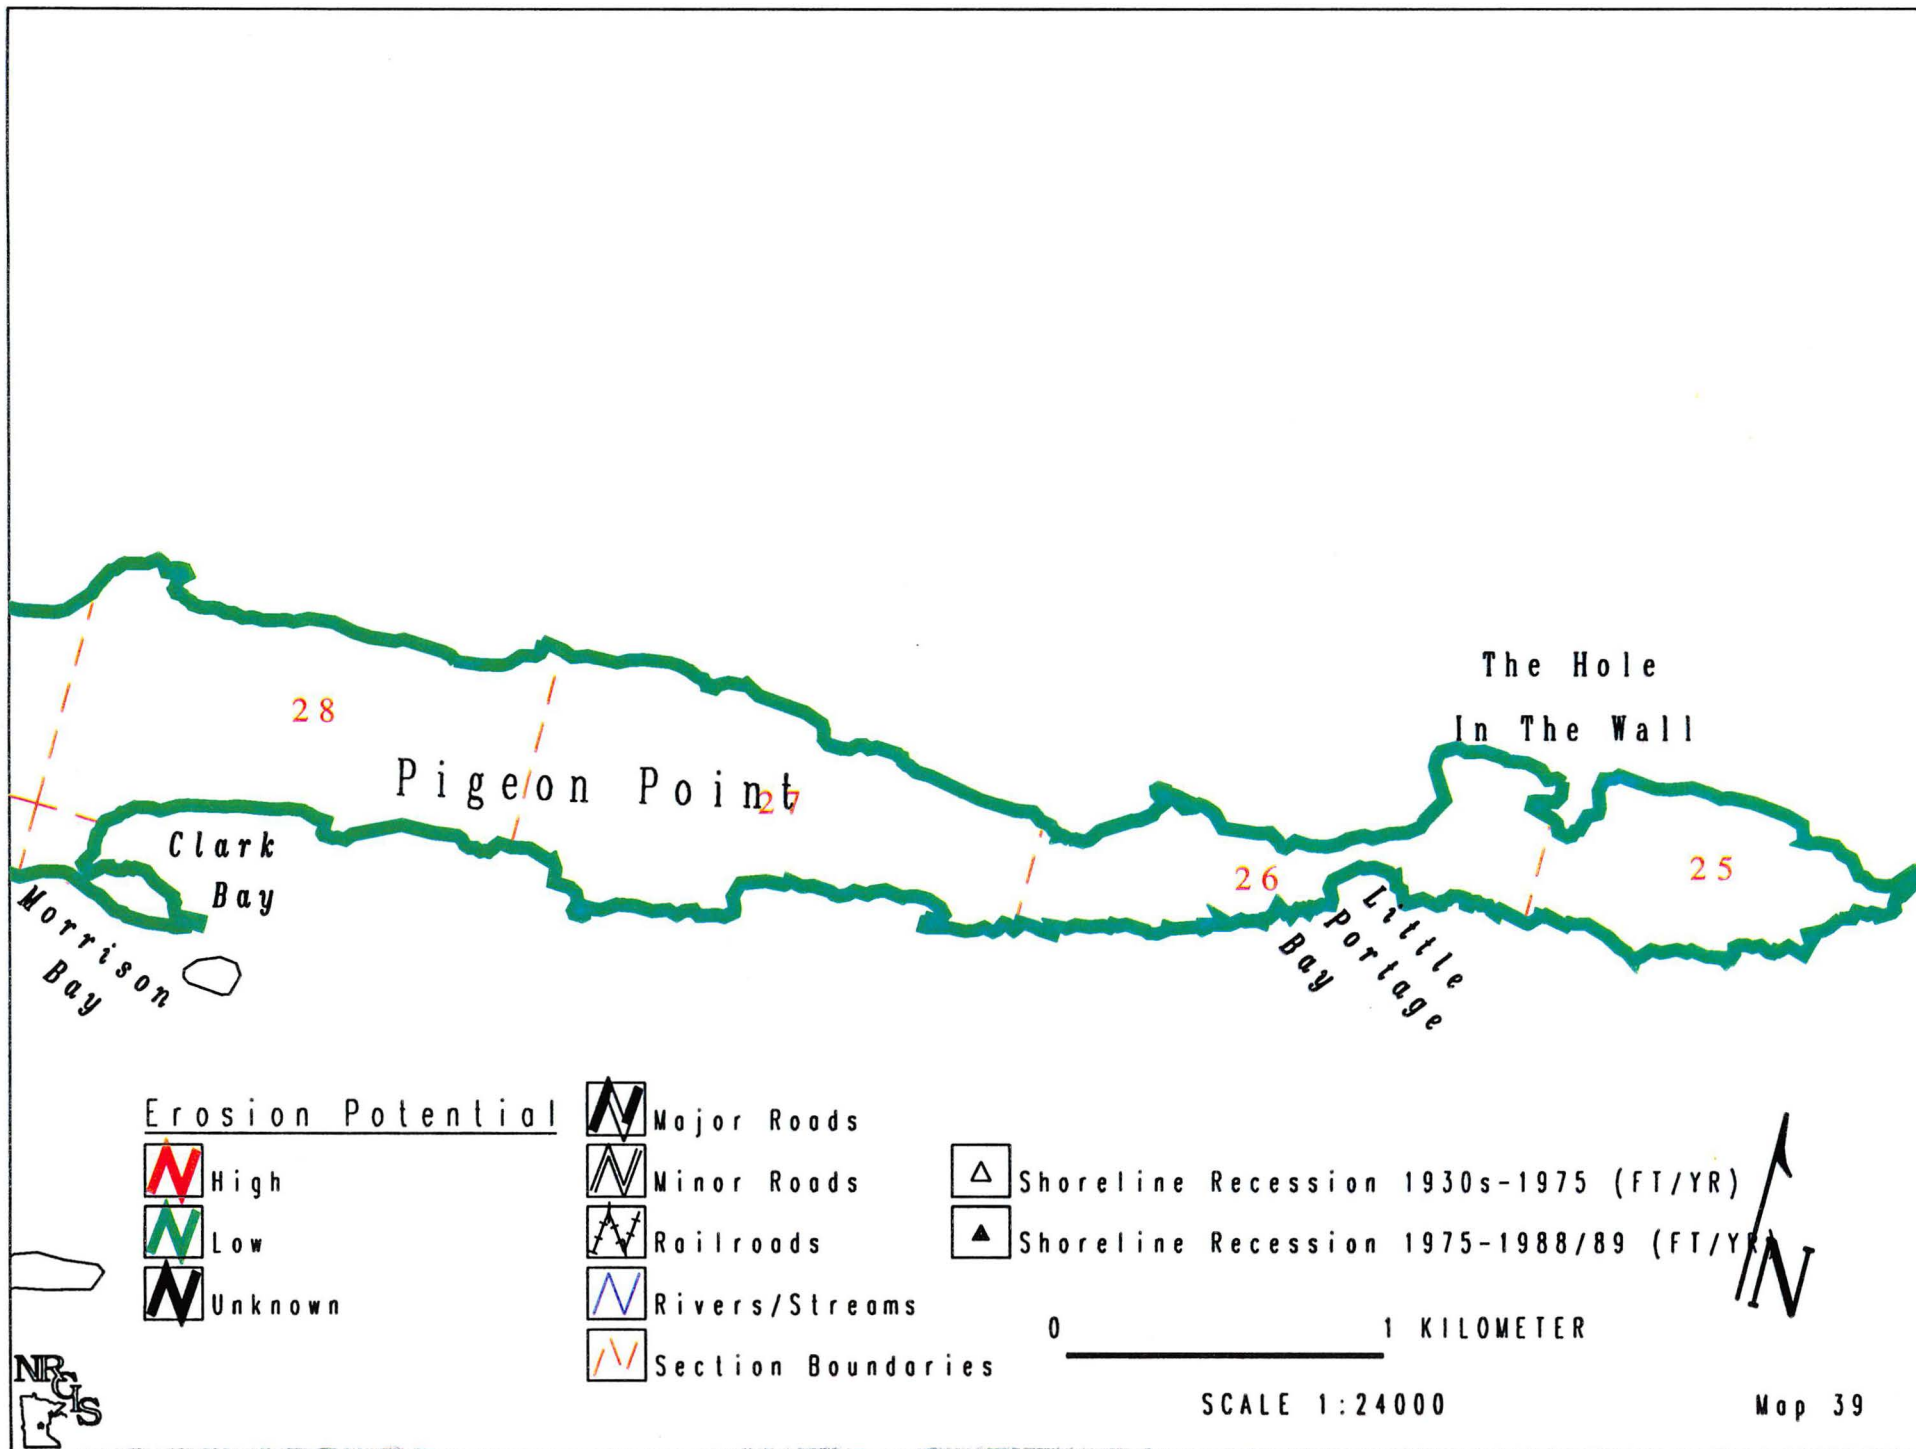 The Hole
In The Wall
28
Pigeon Point
27
26
25
Clark
Bay
Morrison
Bay
Little
Portage
Bay
Erosion Potential
High
Low
Unknown
Major Roads
Minor Roads
Railroads
Rivers/Streams
Section Boundaries
Shoreline Recession 1930s-1975 (FT/YR)
Shoreline Recession 1975-1988/89 (FT/YR)
N
0 1 KILOMETER
SCALE 1:24000
Map 39
NRGIS